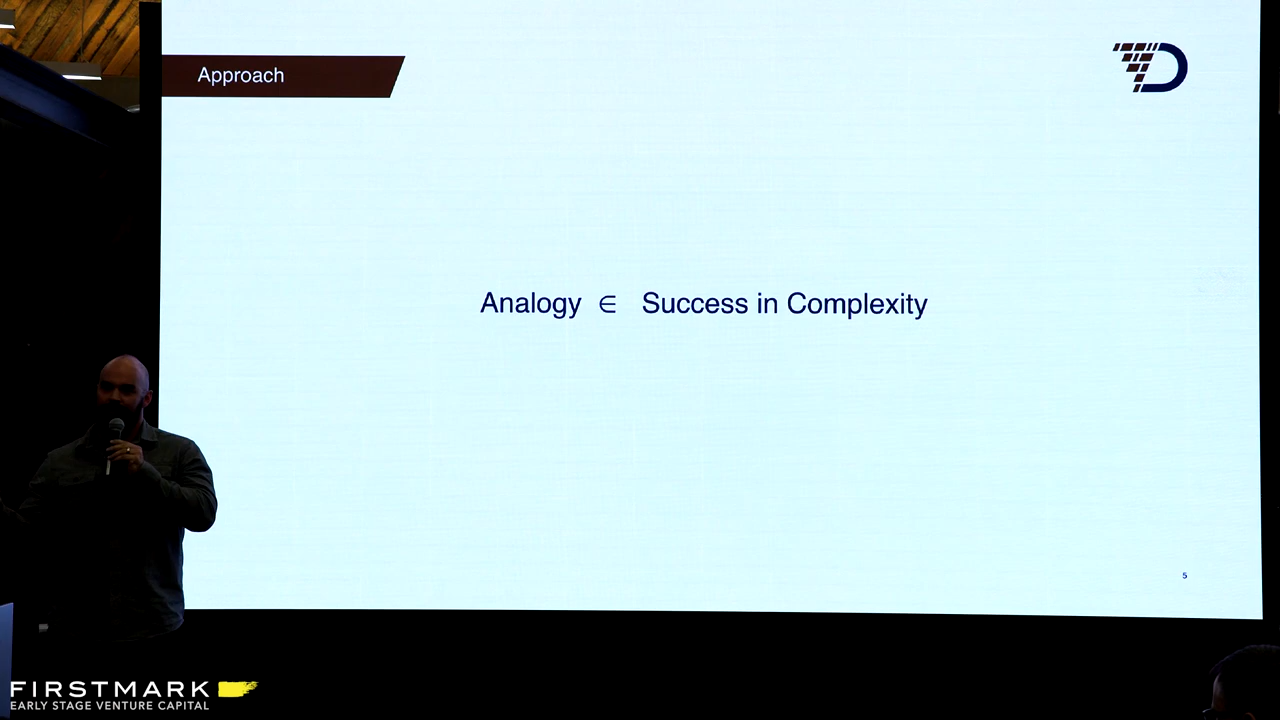 Approach
Analogy ∈ Success in Complexity
5
FIRSTMARK
EARLY STAGE VENTURE CAPITAL